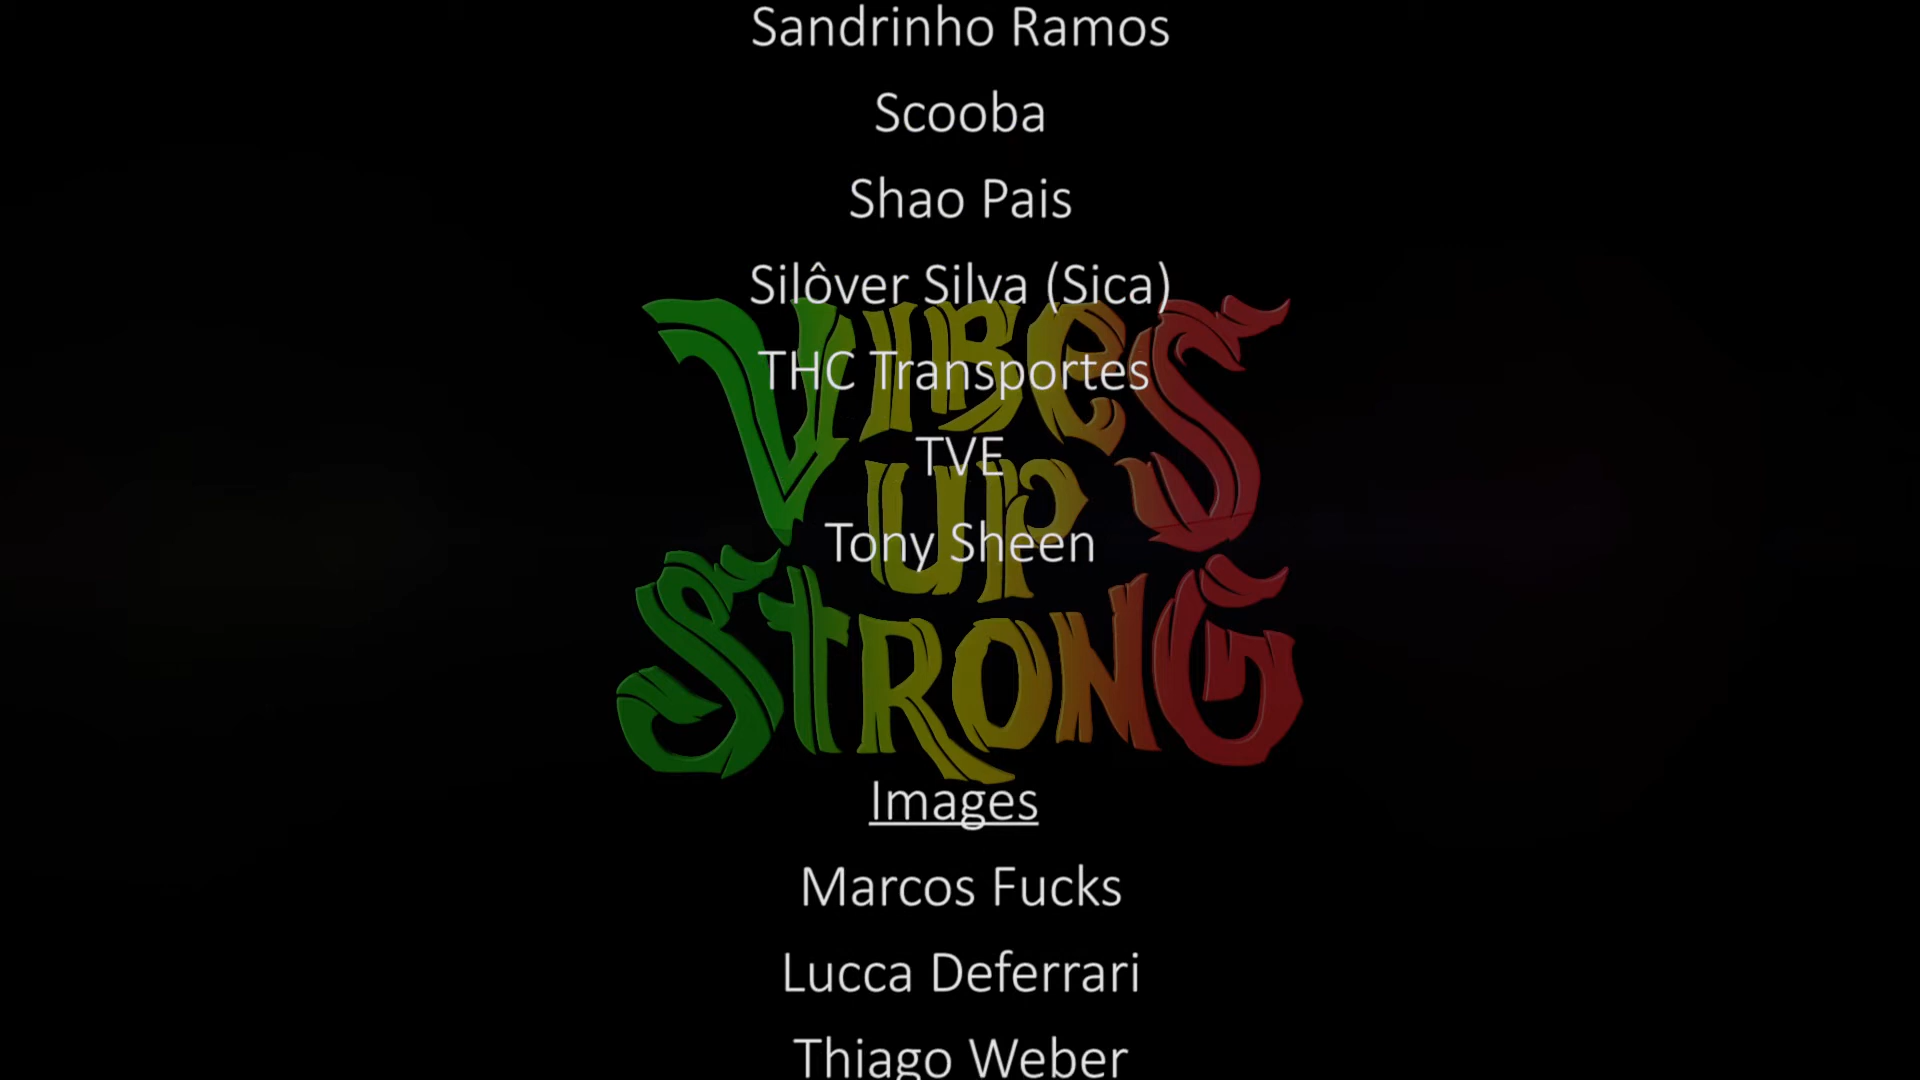 Sandrinho Ramos
Scooba
Shao Pais
Silôver Silva (Sica)
THC Transportes
TVE
Tony Sheen
VIBES
UP
STRONG
Images
Marcos Fucks
Lucca Deferrari
Thiago Weber